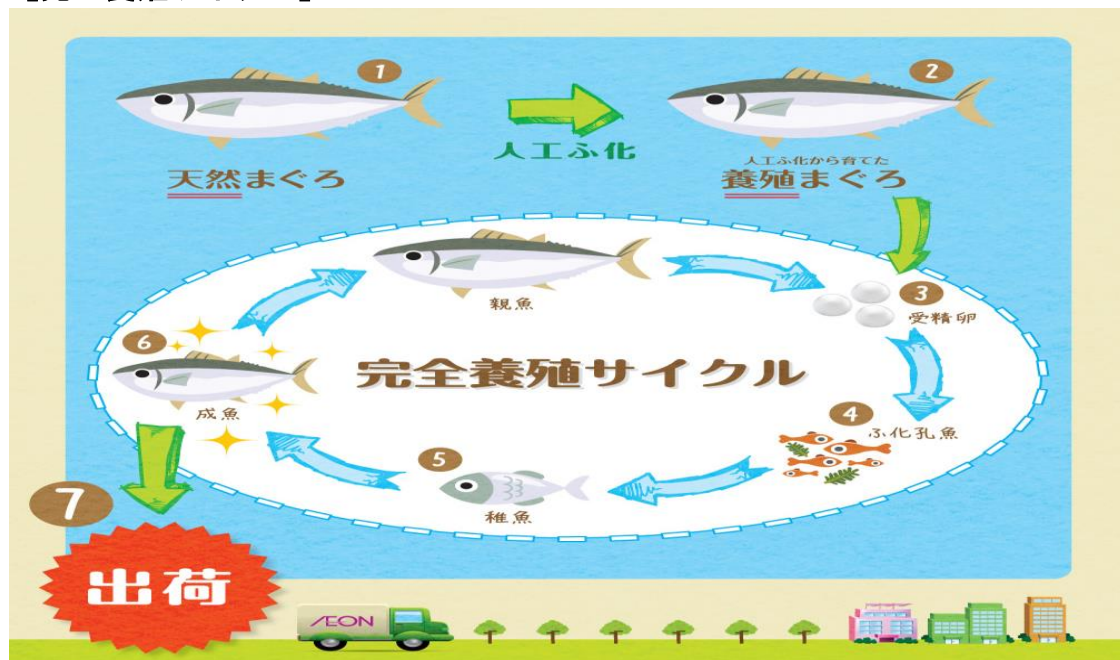 1
天然まぐろ
人工ふ化
2
人工ふ化から育てた
養殖まぐろ
親魚
3
受精卵
完全養殖サイクル
4
ふ化孔魚
5
稚魚
6
成魚
7
出荷
ÆON